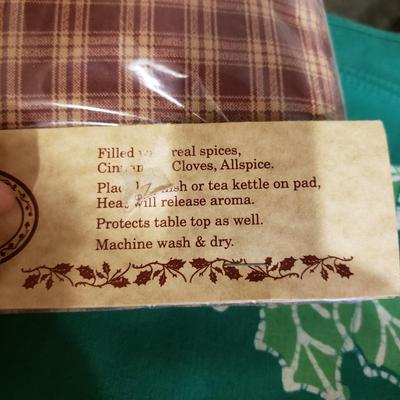 Filled real spices,
Cloves, Allspice.
or tea kettle on pad,
Heat will release aroma.
Protects table top as well.
Machine wash & dry.